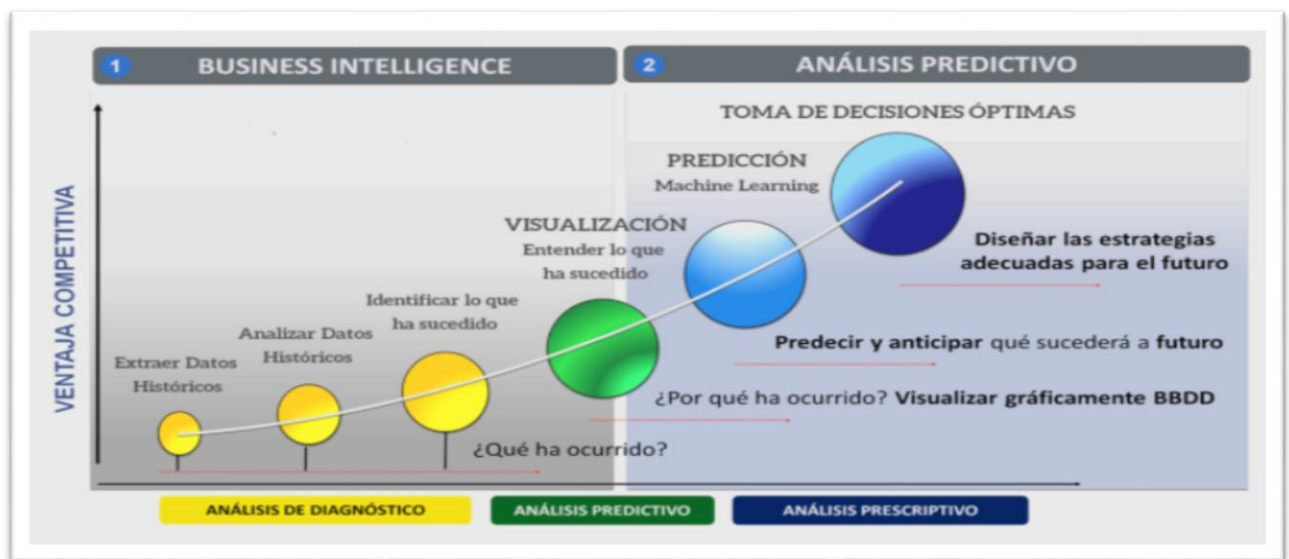 1 BUSINESS INTELLIGENCE
2 ANÁLISIS PREDICTIVO
TOMA DE DECISIONES ÓPTIMAS
PREDICCIÓN
Machine Learning
VISUALIZACIÓN
Entender lo que
ha sucedido
Identificar lo que
ha sucedido
Analizar Datos
Históricos
Extraer Datos
Históricos
VENTAJA COMPETITIVA
Diseñar las estrategias
adecuadas para el futuro
Predecir y anticipar qué sucederá a futuro
¿Por qué ha ocurrido? Visualizar gráficamente BBDD
¿Qué ha ocurrido?
ANÁLISIS DE DIAGNÓSTICO
ANÁLISIS PREDICTIVO
ANÁLISIS PRESCRIPTIVO